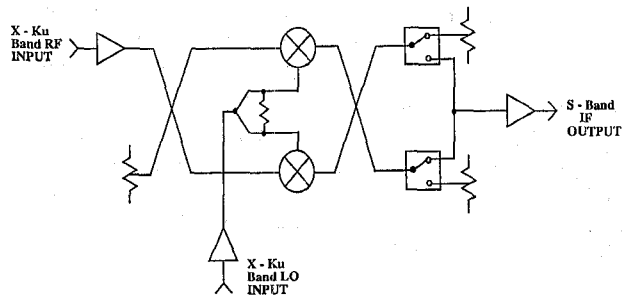 X - Ku
Band RF
INPUT
S - Band
IF
OUTPUT
X - Ku
Band LO
INPUT